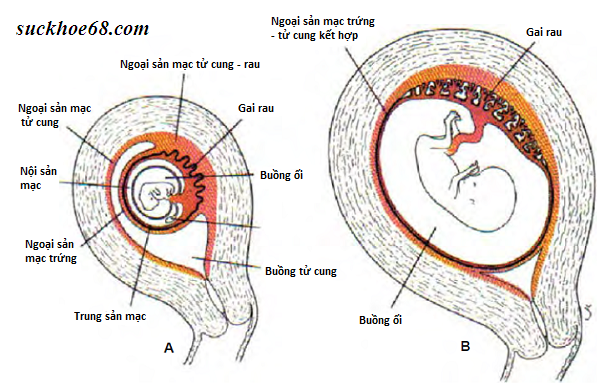 suckhoe68.com
Ngoại sản mạc tử cung - rau
Ngoại sản mạc
tử cung
Gai rau
Nội sản
mạc
Buồng ối
Ngoại sản
mạc trứng
Buồng tử cung
Trung sản mạc
A
Ngoại sản mạc trứng
- tử cung kết hợp
Gai rau
Buồng ối
B